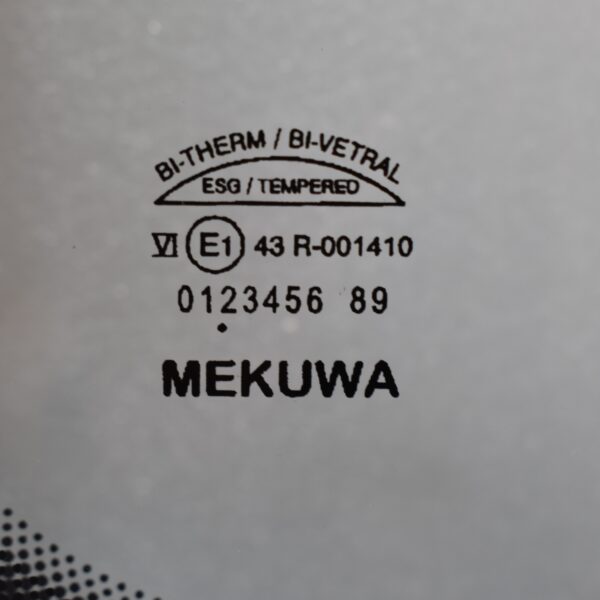 BI-THERM / BI-VETRAL
ESG / TEMPERED
VI E1 43 R-001410
0123456 89
MEKUWA